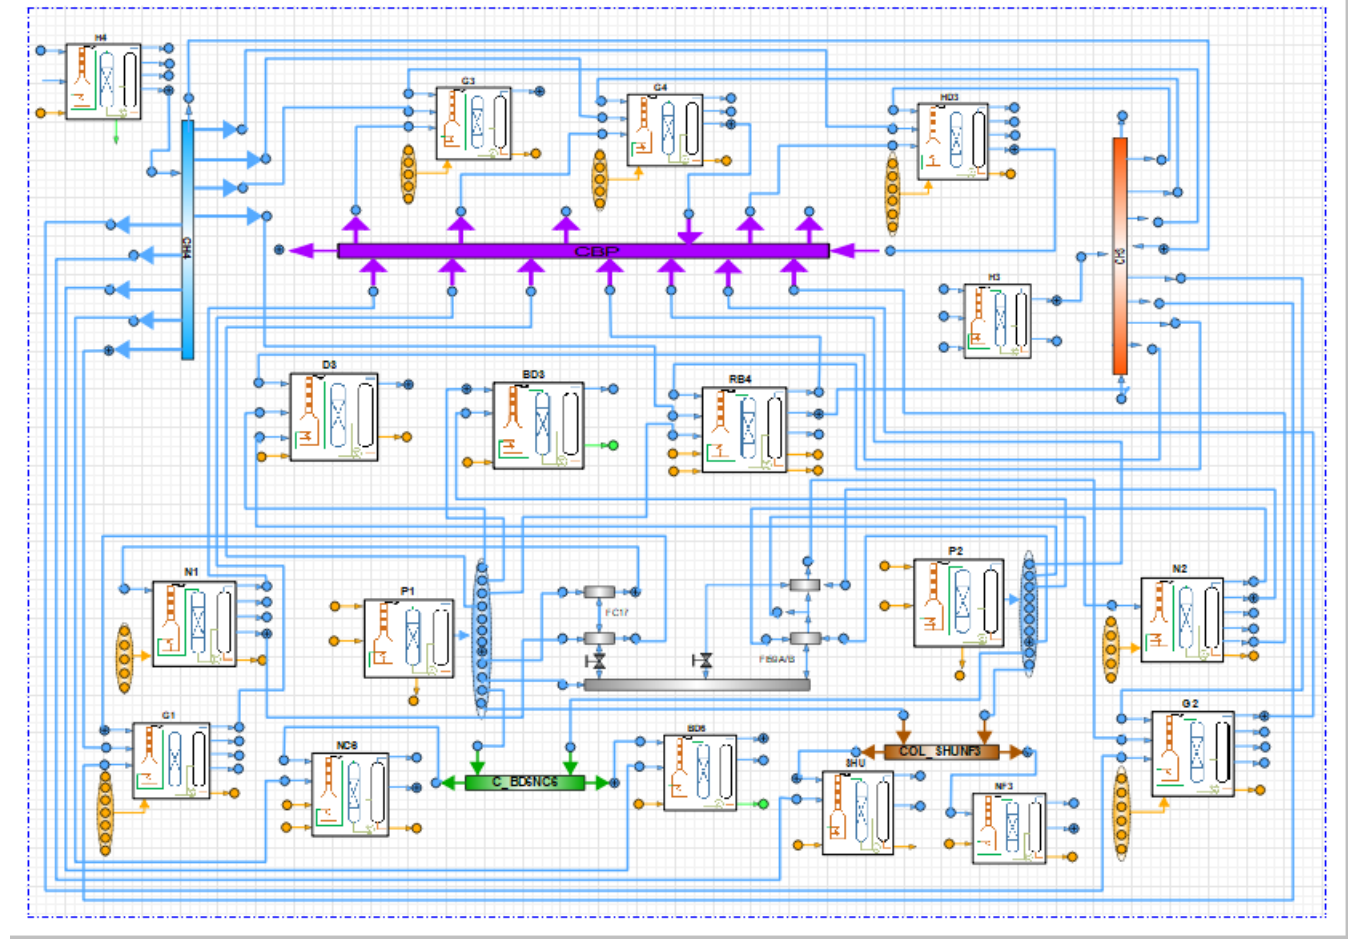 H4
G3
G4
HD3
CH4
CBP
CH3
H3
D3
BD3
RB4
N1
P1
FC17
P2
N2
G1
NC6
C_BD6NC6
BD6
COL_SHUNF3
SHU
NF3
G2